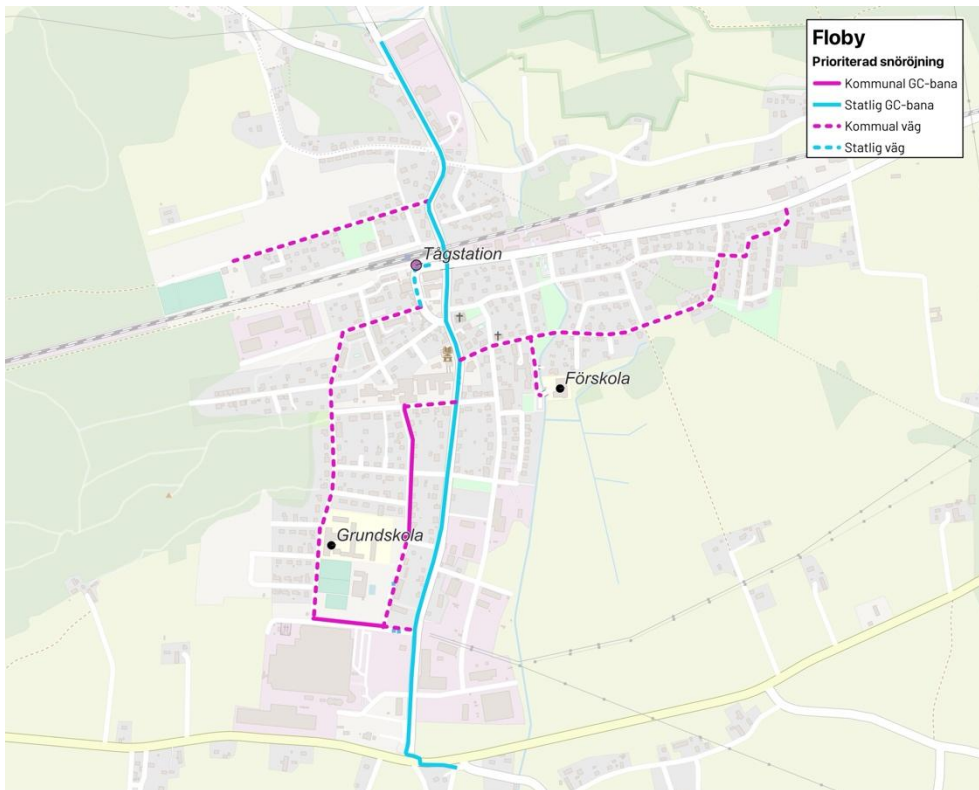 Floby
Prioriterad snöröjning
Kommunal GC-bana
Statlig GC-bana
Kommual väg
Statlig väg
Tågstation
Förskola
Grundskola